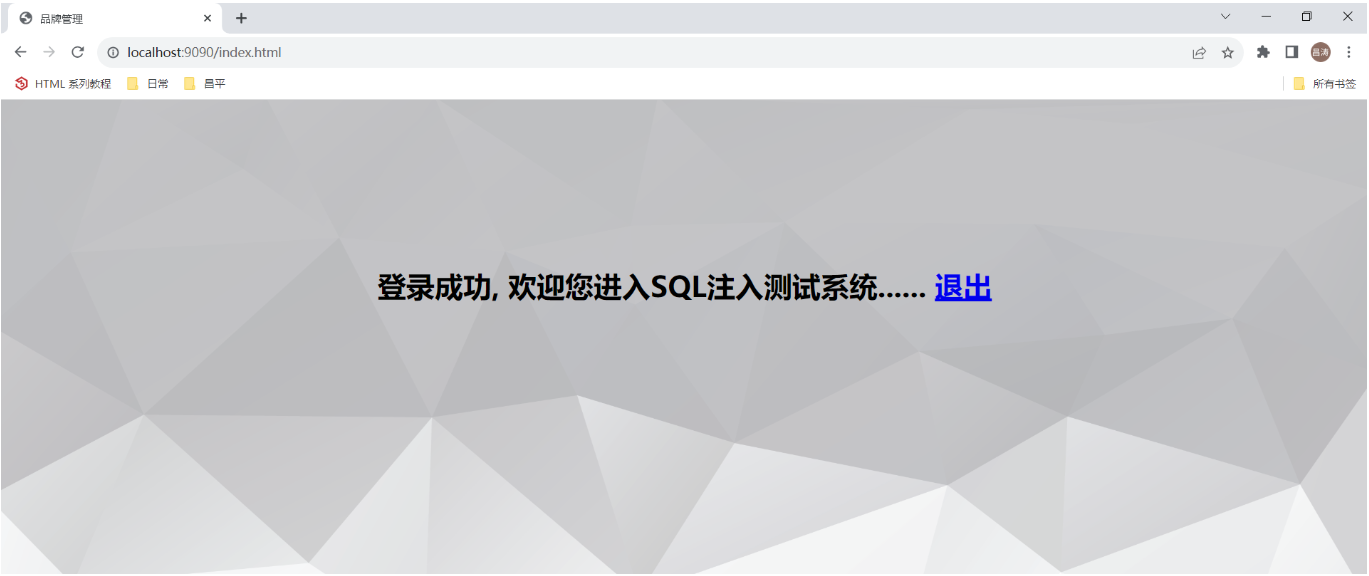 品牌管理
localhost:9090/index.html
昌涛
HTML 系列教程 日常 昌平 所有书签
登录成功, 欢迎您进入SQL注入测试系统...... 退出